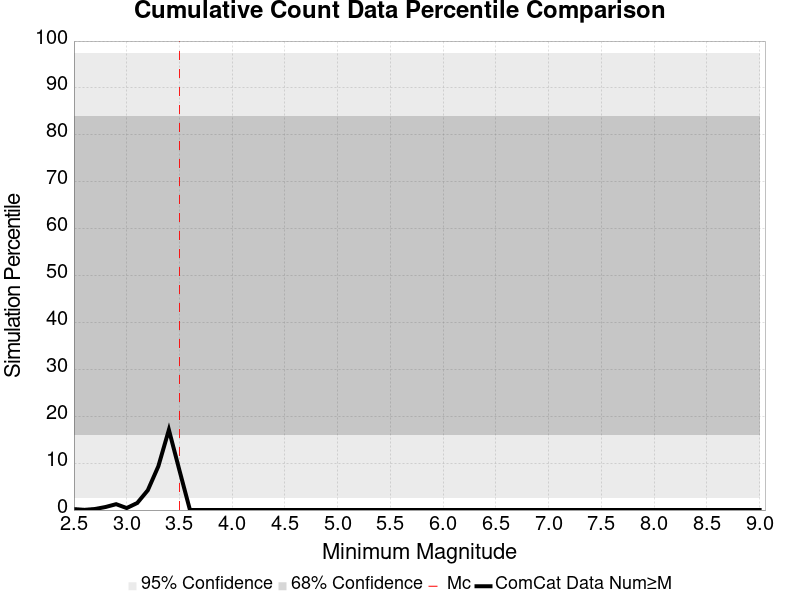 Cumulative Count Data Percentile Comparison
100
90
80
70
60
50
40
30
20
10
0
Simulation Percentile
2.5 3.0 3.5 4.0 4.5 5.0 5.5 6.0 6.5 7.0 7.5 8.0 8.5 9.0
Minimum Magnitude
95% Confidence 68% Confidence Mc ComCat Data Num≥M